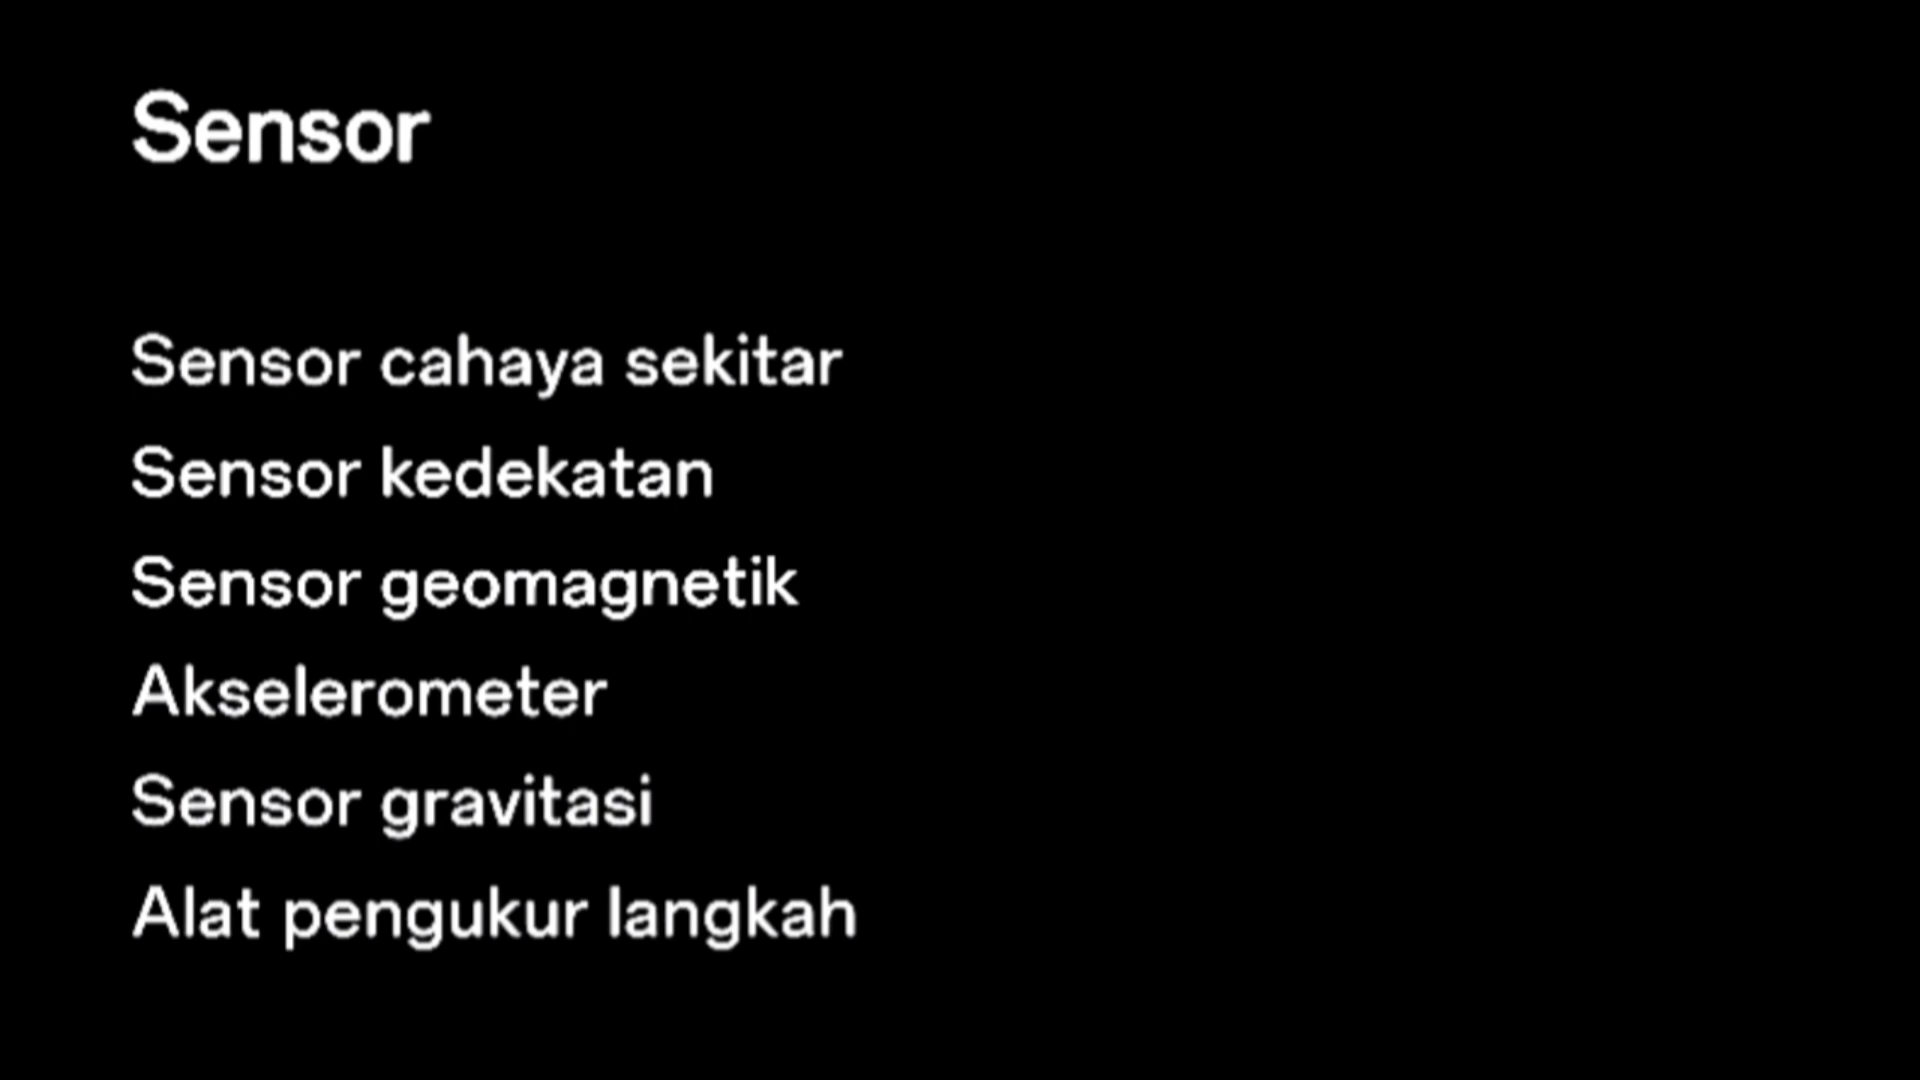 Sensor
Sensor cahaya sekitar
Sensor kedekatan
Sensor geomagnetik
Akselerometer
Sensor gravitasi
Alat pengukur langkah